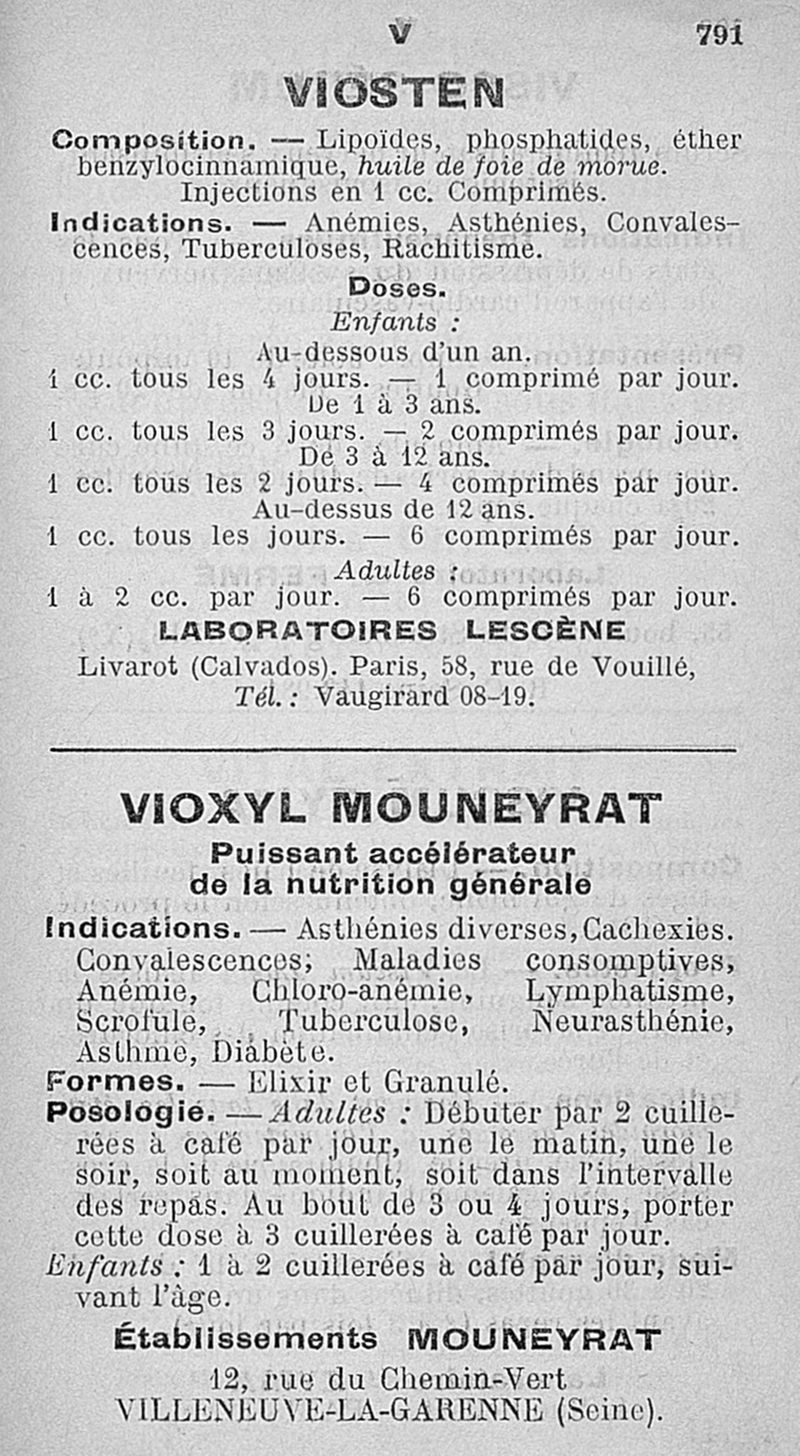 V 791
VIOSTEN
Composition. — Lipoïdes, phosphatides, éther
benzylocinnamique, huile de foie de morue.
Injections en 1 cc. Comprimés.
Indications. — Anémies, Asthénies, Convales-
cences, Tuberculoses, Rachitisme.
Doses.
Enfants :
Au-dessous d'un an.
1 cc. tous les 4 jours. — 1 comprimé par jour.
De 1 à 3 ans.
1 cc. tous les 3 jours. — 2 comprimés par jour.
De 3 à 12 ans.
1 cc. tous les 2 jours. — 4 comprimés par jour.
Au-dessus de 12 ans.
1 cc. tous les jours. — 6 comprimés par jour.
Adultes :
1 à 2 cc. par jour. — 6 comprimés par jour.
LABORATOIRES LESCÈNE
Livarot (Calvados). Paris, 58, rue de Vouillé,
Tél. : Vaugirard 08-19.
VIOXYL MOUNEYRAT
Puissant accélérateur
de la nutrition générale
Indications. — Asthénies diverses, Cachexies.
Convalescences; Maladies consomptives,
Anémie, Chloro-anémie, Lymphatisme,
Scrofule, Tuberculose, Neurasthénie,
Asthme, Diabète.
Formes. — Elixir et Granulé.
Posologie. — Adultes : Débuter par 2 cuille-
rées à café par jour, une le matin, une le
soir, soit au moment, soit dans l'intervalle
des repas. Au bout de 3 ou 4 jours, porter
cette dose à 3 cuillerées à café par jour.
Enfants : 1 à 2 cuillerées à café par jour, sui-
vant l'âge.
Établissements MOUNEYRAT
12, rue du Chemin-Vert
VILLENEUVE-LA-GARENNE (Seine).